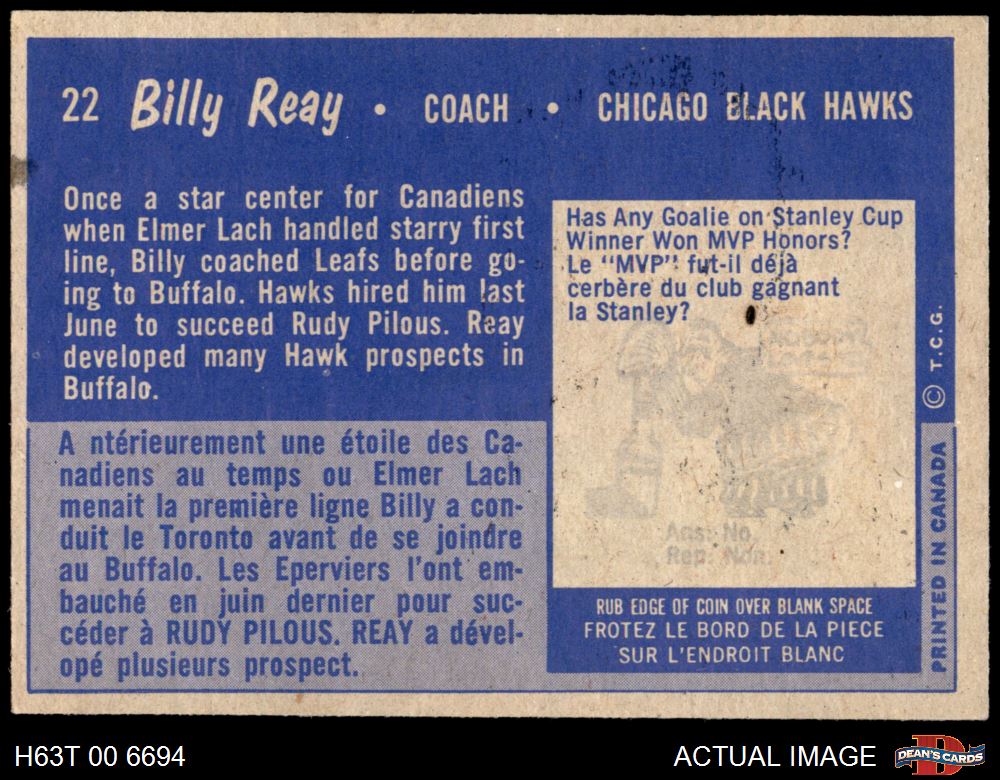 22 Billy Reay • COACH • CHICAGO BLACK HAWKS
Once a star center for Canadiens
when Elmer Lach handled starry first
line, Billy coached Leafs before go-
ing to Buffalo. Hawks hired him last
June to succeed Rudy Pilous. Reay
developed many Hawk prospects in
Buffalo.
A ntérieurement une étoile des Ca-
nadiens au temps ou Elmer Lach
menait la première ligne Billy a con-
duit le Toronto avant de se joindre
au Buffalo. Les Eperviers l'ont em-
bauché en juin dernier pour suc-
céder à RUDY PILOUS. REAY a dével-
opé plusieurs prospect.
Has Any Goalie on Stanley Cup
Winner Won MVP Honors?
Le "MVP" fut-il déjà
cerbère du club gagnant
la Stanley?
Ans: No.
Rep: Non.
RUB EDGE OF COIN OVER BLANK SPACE
FROTEZ LE BORD DE LA PIECE
SUR L'ENDROIT BLANC
© T.C.G.
PRINTED IN CANADA
H63T 00 6694
ACTUAL IMAGE
DEAN'S CARDS